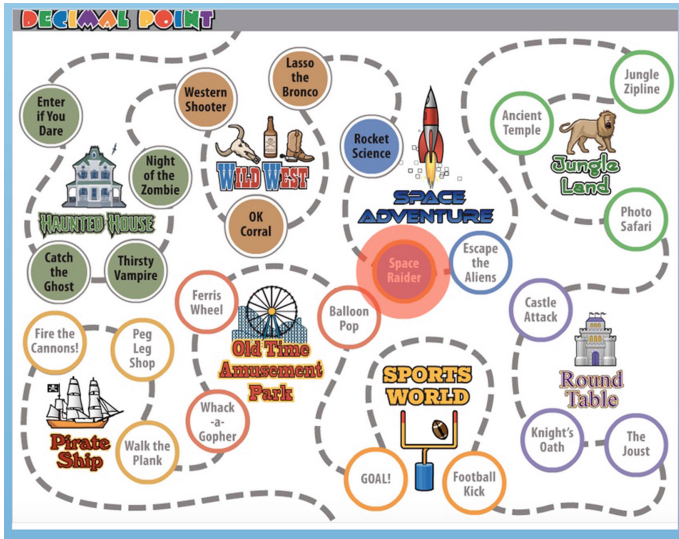 DECIMAL POINT
Enter
if You
Dare
Night
of the
Zombie
HAUNTED HOUSE
Catch
the
Ghost
Thirsty
Vampire
Western
Shooter
Lasso
the
Bronco
WILD WEST
OK
Corral
Rocket
Science
SPACE
ADVENTURE
Space
Raider
Escape
the
Aliens
Ancient
Temple
Jungle
Zipline
Jungle
Land
Photo
Safari
Castle
Attack
Round
Table
Knight's
Oath
The
Joust
SPORTS
WORLD
GOAL!
Football
Kick
Ferris
Wheel
Balloon
Pop
Old Time
Amusement
Park
Whack
-a-
Gopher
Fire the
Cannons!
Peg
Leg
Shop
Pirate
Ship
Walk the
Plank